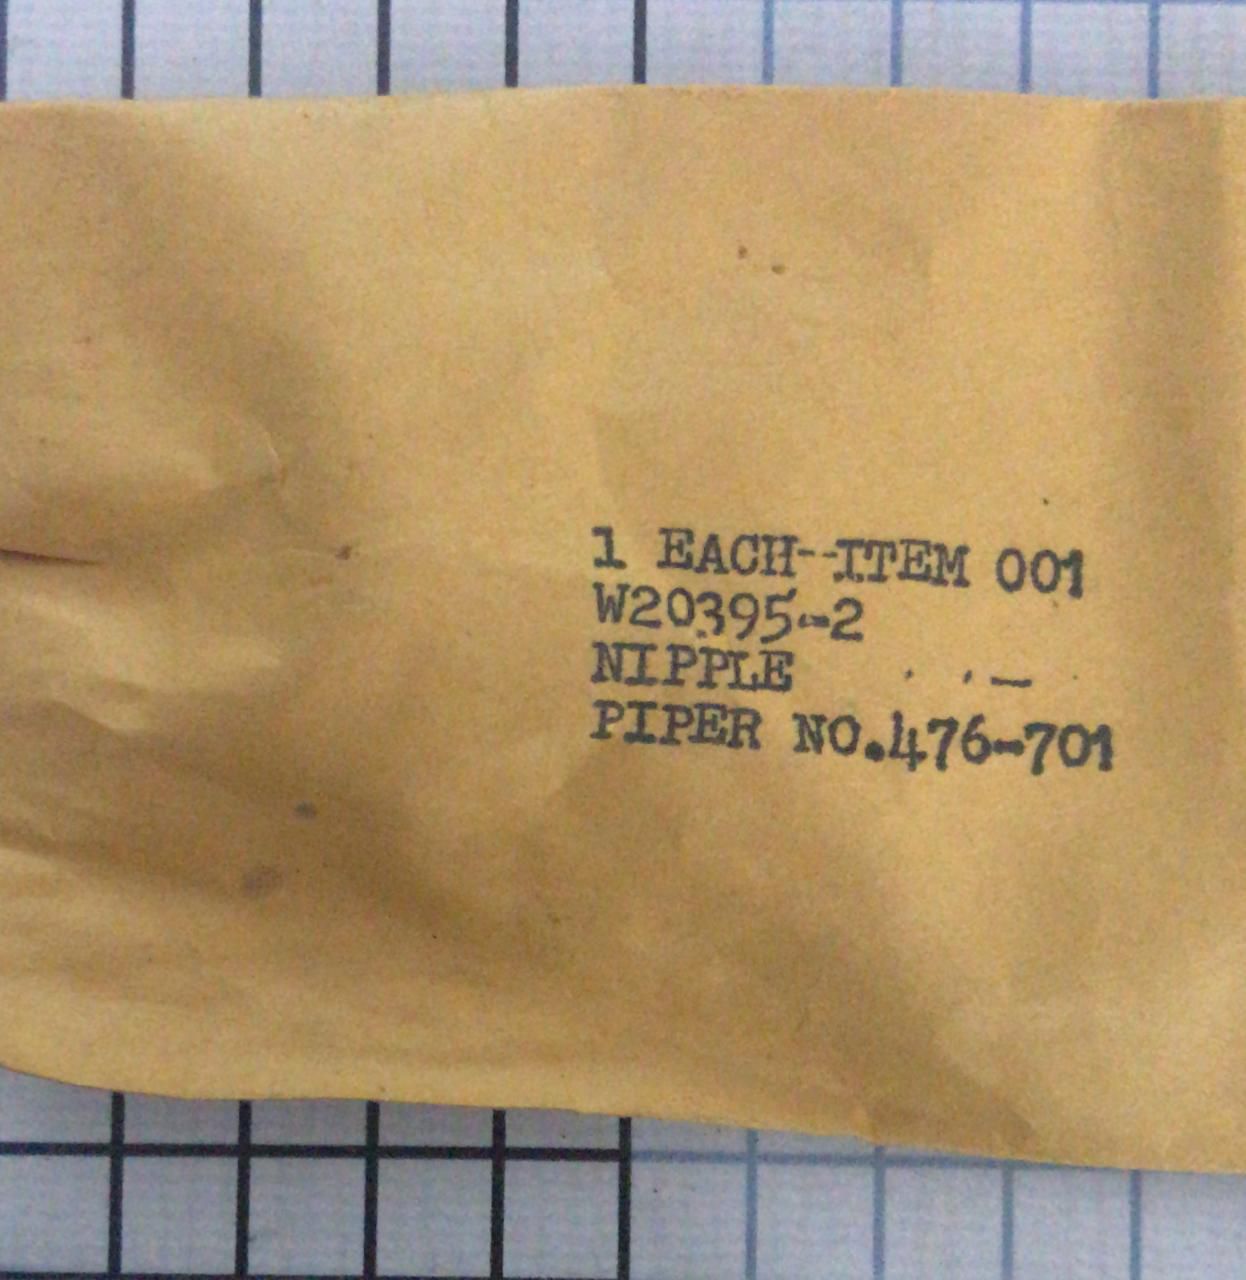 1 EACH--ITEM 001
W20395-2
NIPPLE
PIPER NO.476-701